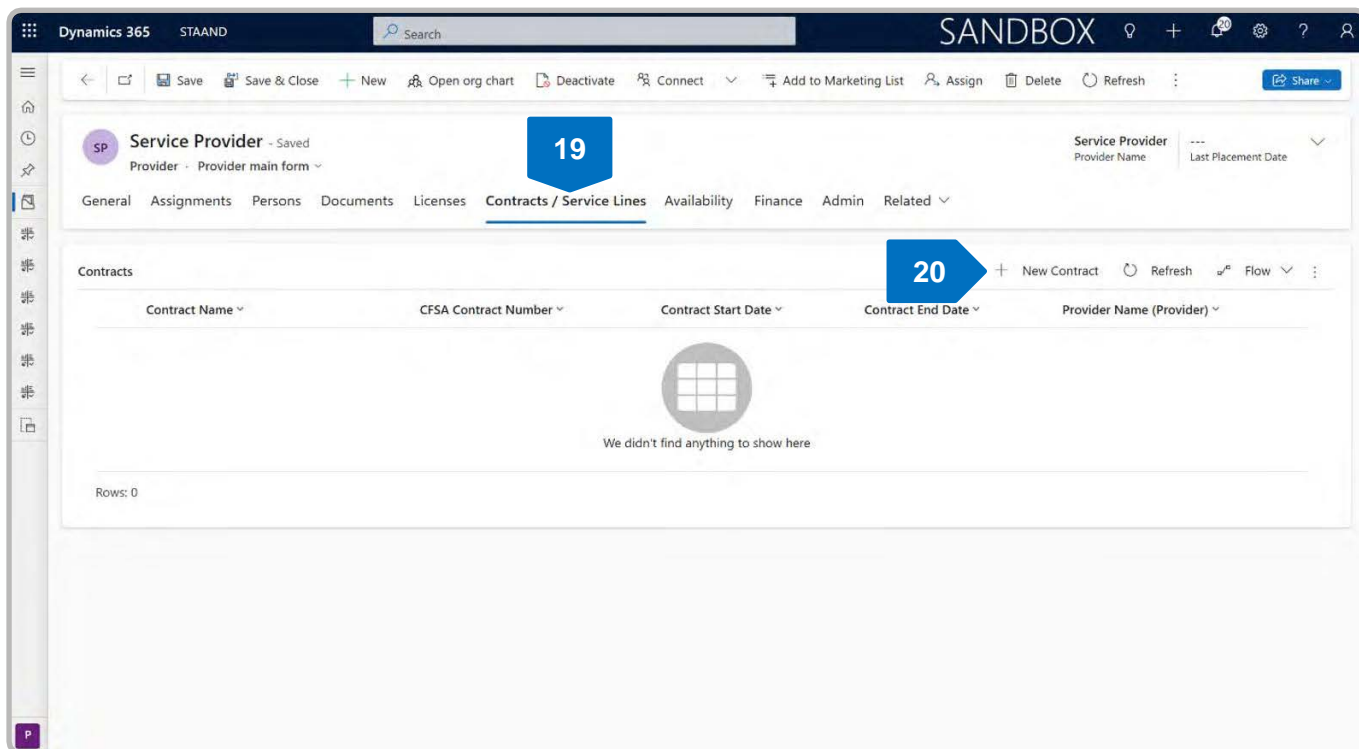 Dynamics 365 STAAND Search SANDBOX 20 ?
Save Save & Close New Open org chart Deactivate Connect Add to Marketing List Assign Delete Refresh Share
SP Service Provider - Saved
Provider · Provider main form
19
Service Provider ---
Provider Name Last Placement Date
General Assignments Persons Documents Licenses Contracts / Service Lines Availability Finance Admin Related
Contracts 20 New Contract Refresh Flow
Contract Name CFSA Contract Number Contract Start Date Contract End Date Provider Name (Provider)
We didn't find anything to show here
Rows: 0
P